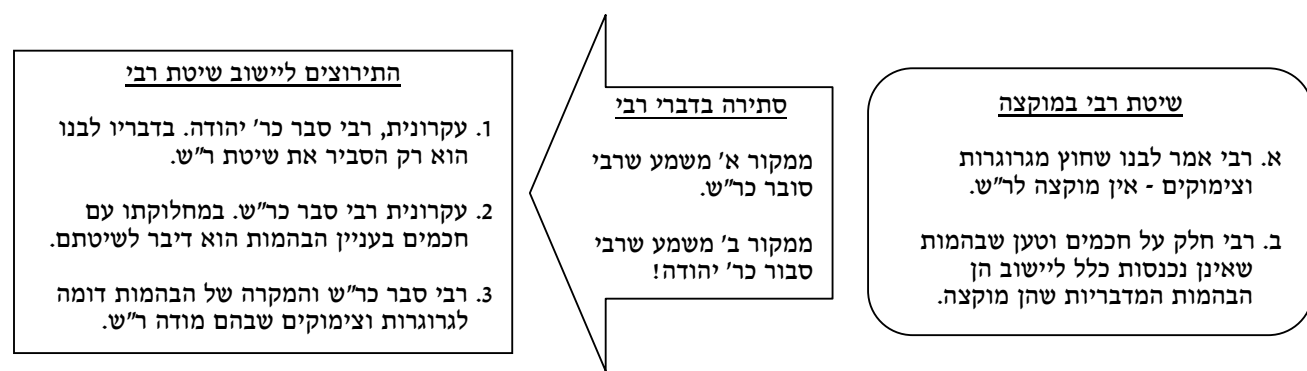 שיטת רבי במוקצה
א. רבי אמר לבנו שחוץ מגרוגרות
וצימוקים - אין מוקצה לר"ש.
ב. רבי חלק על חכמים וטען שבהמות
שאינן נכנסות כלל ליישוב הן
הבהמות המדבריות שהן מוקצה.
סתירה בדברי רבי
ממקור א' משמע שרבי
סובר כר"ש.
ממקור ב' משמע שרבי
סבור כר' יהודה!
התירוצים ליישוב שיטת רבי
1. עקרונית, רבי סבר כר' יהודה. בדבריו לבנו
הוא רק הסביר את שיטת ר"ש.
2. עקרונית רבי סבר כר"ש. במחלוקתו עם
חכמים בעניין הבהמות הוא דיבר לשיטתם.
3. רבי סבר כר"ש והמקרה של הבהמות דומה
לגרוגרות וצימוקים שבהם מודה ר"ש.